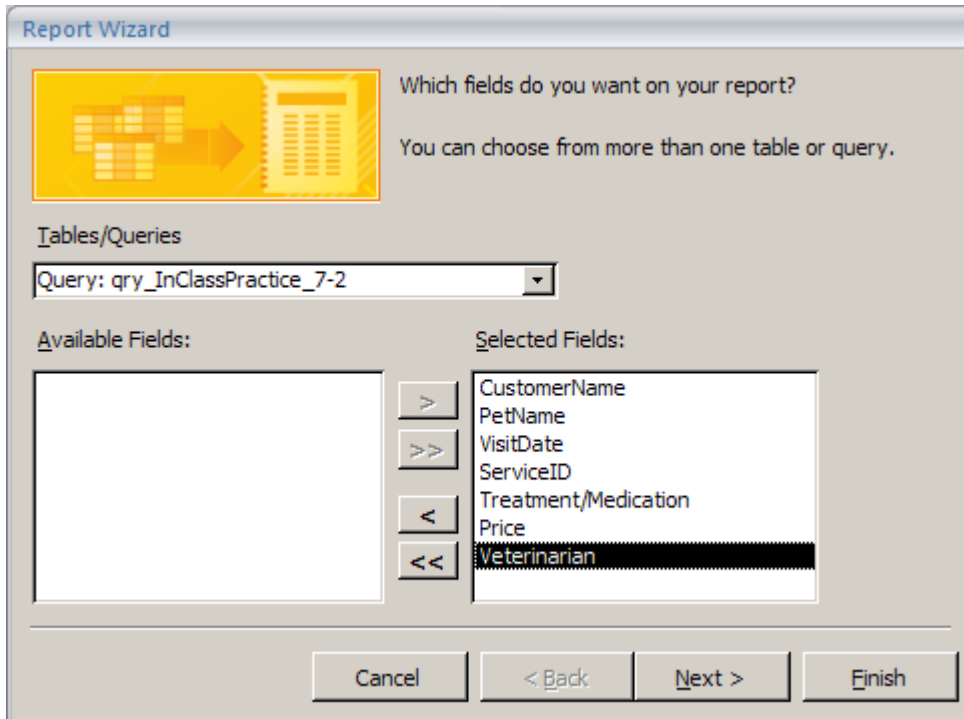 Report Wizard
Which fields do you want on your report?
You can choose from more than one table or query.
Tables/Queries
Query: qry_InClassPractice_7-2
Available Fields:
Selected Fields:
>
>>
<
<<
CustomerName
PetName
VisitDate
ServiceID
Treatment/Medication
Price
Veterinarian
Cancel
< Back
Next >
Finish